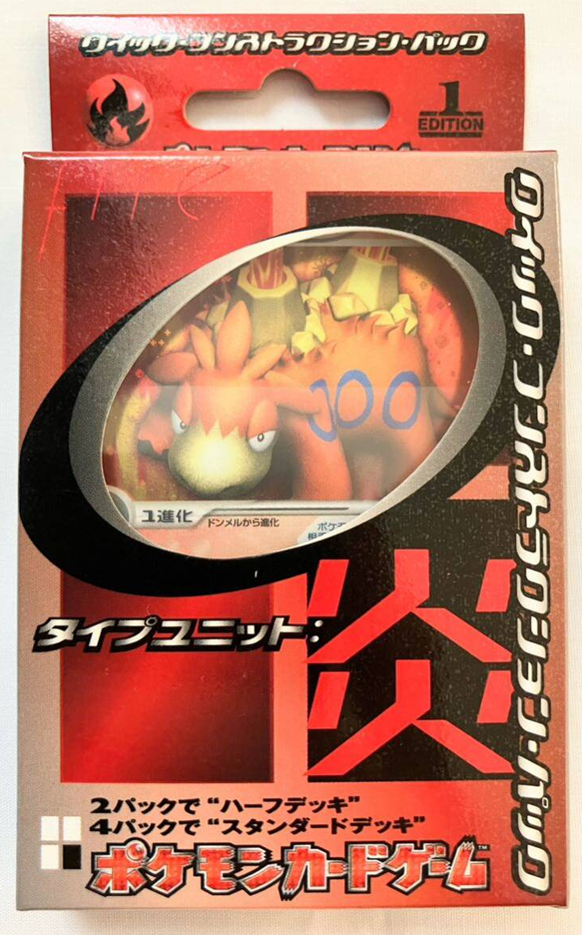 クイック・コンストラクション・パック
1
EDITION
Fire
1進化
ドンメルから進化
タイプユニット:
炎
クイック・コンストラクション・パック
2パックで“ハーフデッキ”
4パックで“スタンダードデッキ”
ポケモンカードゲーム™